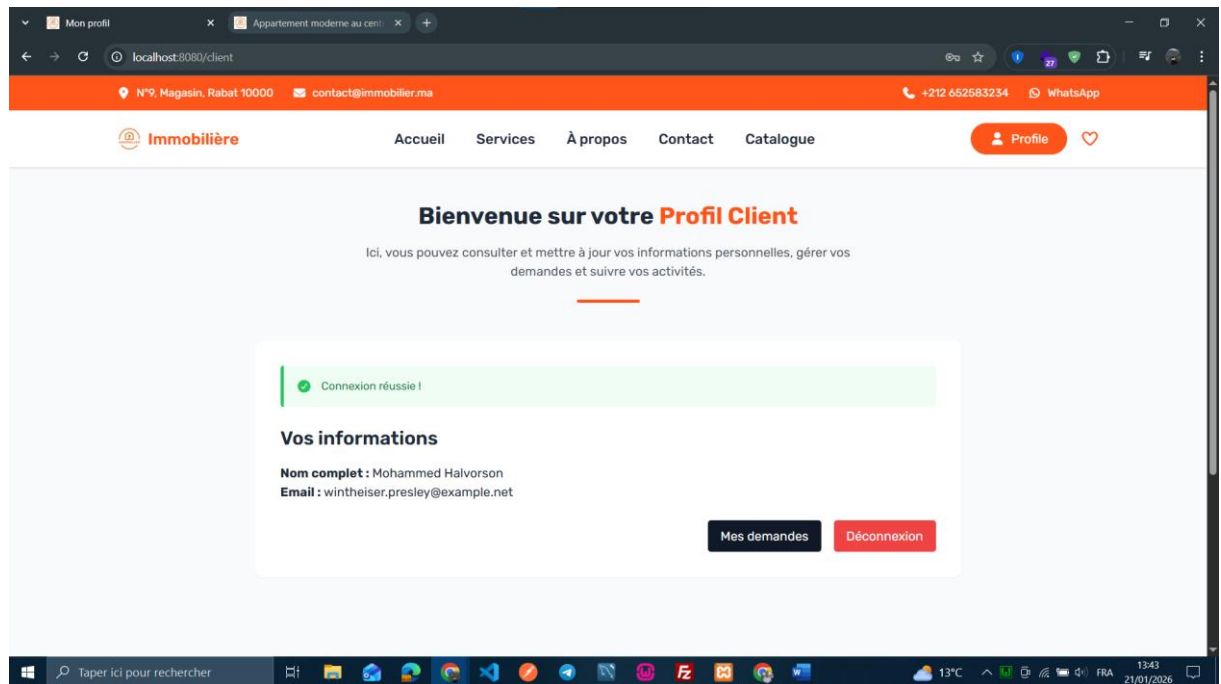 Mon profil
Appartement moderne au cent
localhost:8080/client
27
N°9, Magasin, Rabat 10000
contact@immobilier.ma
+212 652583234
WhatsApp
Immobilière
Accueil
Services
À propos
Contact
Catalogue
Profile
Bienvenue sur votre Profil Client
Ici, vous pouvez consulter et mettre à jour vos informations personnelles, gérer vos
demandes et suivre vos activités.
Connexion réussie !
Vos informations
Nom complet : Mohammed Halvorson
Email : wintheiser.presley@example.net
Mes demandes
Déconnexion
Taper ici pour rechercher
13°C
FRA
13:43
21/01/2026